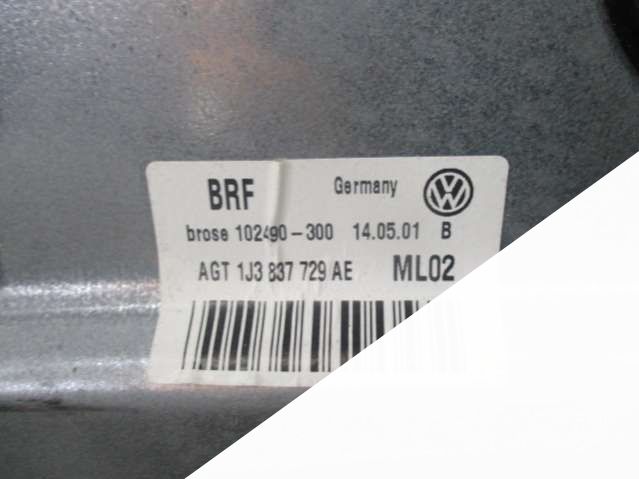 BRF Germany
brose 102490-300 14.05.01 B
AGT 1J3 837 729 AE ML02